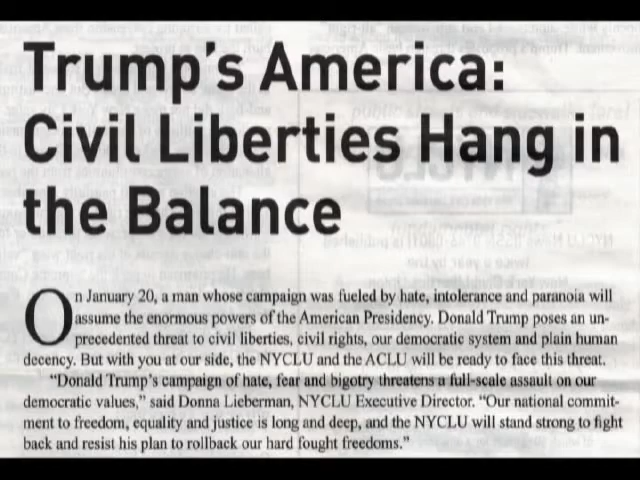 Trump's America:
Civil Liberties Hang in
the Balance
On January 20, a man whose campaign was fueled by hate, intolerance and paranoia will
assume the enormous powers of the American Presidency. Donald Trump poses an un-
precedented threat to civil liberties, civil rights, our democratic system and plain human
decency. But with you at our side, the NYCLU and the ACLU will be ready to face this threat.
"Donald Trump's campaign of hate, fear and bigotry threatens a full-scale assault on our
democratic values," said Donna Lieberman, NYCLU Executive Director. "Our national commit-
ment to freedom, equality and justice is long and deep, and the NYCLU will stand strong to fight
back and resist his plan to rollback our hard fought freedoms."